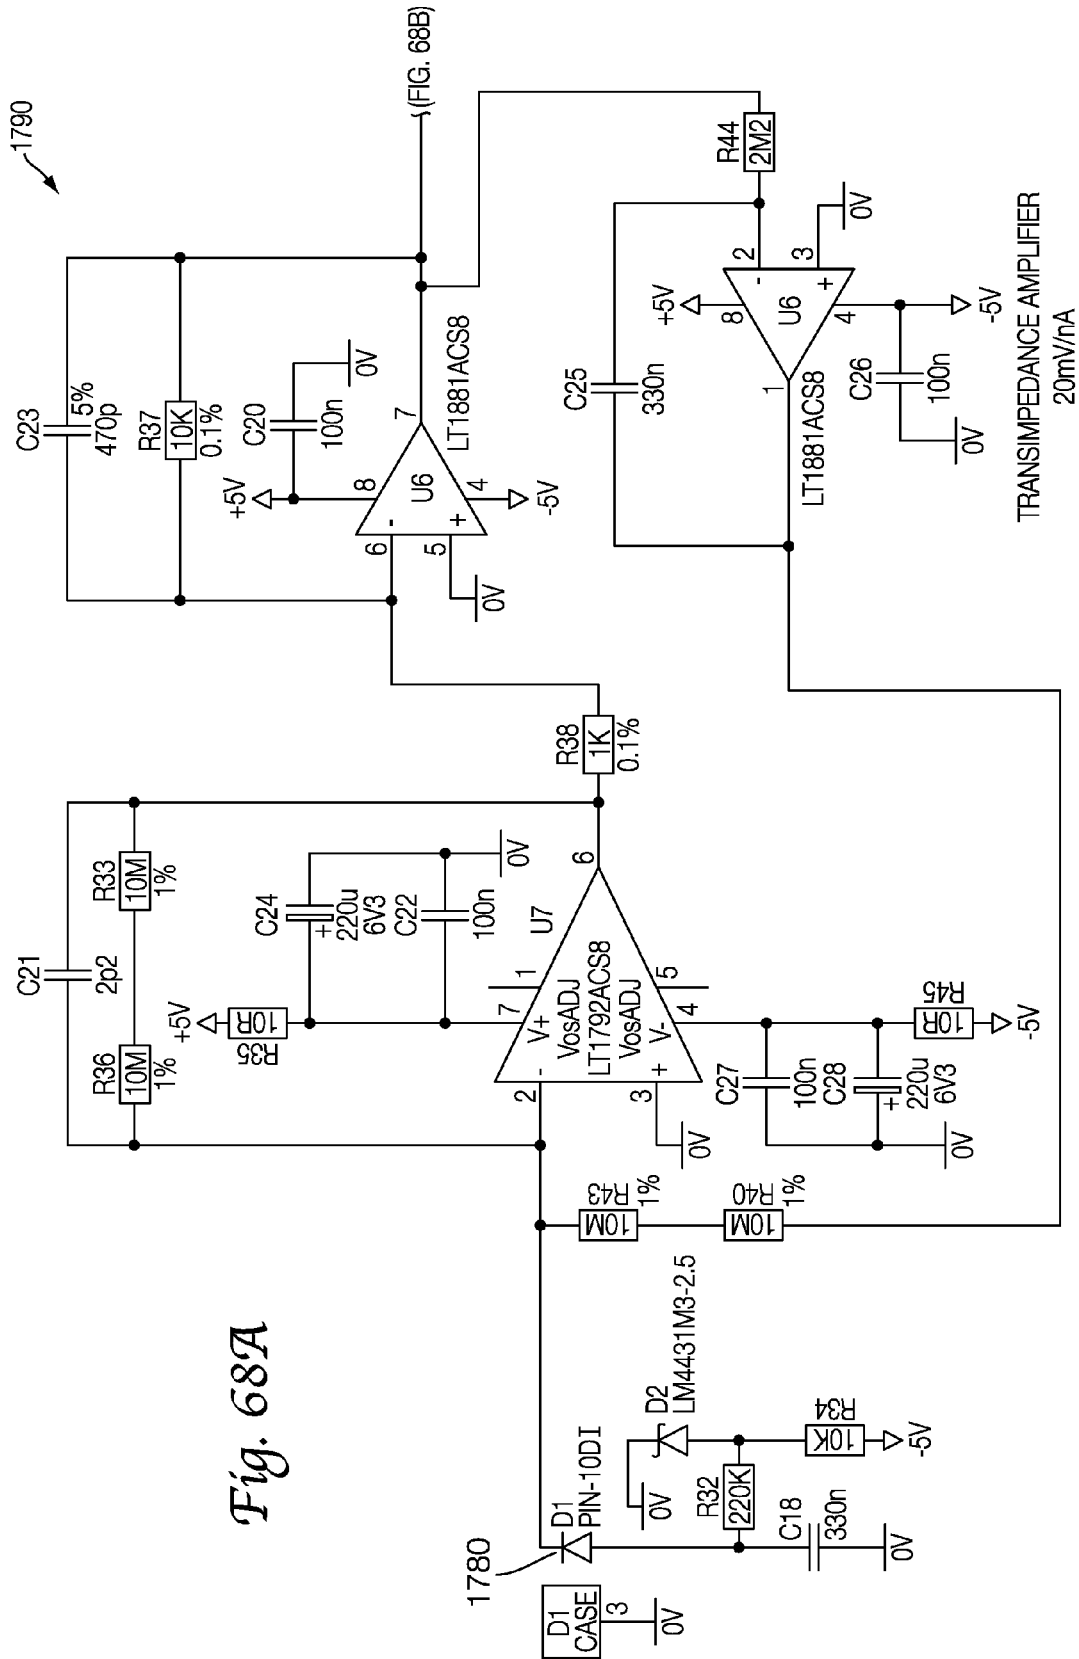 1790
(FIG. 68B)
C23
5%
470p
R37
10K
0.1%
+5V
C20
100n
0V
8
7
6
-
U6
LT1881ACS8
5
+
4
-5V
0V
R44
2M2
C25
330n
2
-
3
+
0V
+5V
8
U6
4
-5V
1
LT1881ACS8
C26
100n
0V
TRANSIMPEDANCE AMPLIFIER
20mV/nA
C21
2p2
R33
10M
1%
R36
10M
1%
R38
1K
0.1%
+5V
R35
10R
C24
+
220u
6V3
C22
100n
0V
U7
1
7
6
V+
VosADJ
LT1792ACS8
VosADJ
V-
5
4
2
-
3
+
0V
C27
100n
C28
+
220u
6V3
0V
R45
10R
-5V
R43
10M
1%
R40
10M
1%
Fig. 68A
1780
D1
PIN-10DI
D1
CASE
3
0V
D2
LM4431M3-2.5
0V
R32
220K
R34
10K
-5V
C18
330n
0V